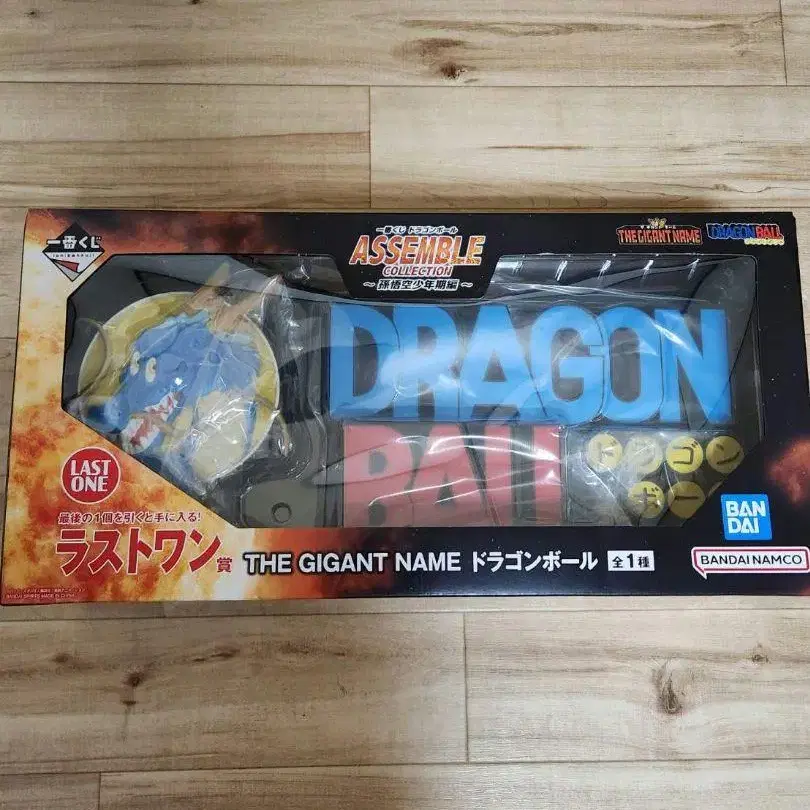 一番くじ
一番くじ ドラゴンボール
ASSEMBLE
COLLECTION
～孫悟空少年期編～
THE GIGANT NAME
DRAGON BALL
DRAGON
BALL
ドラゴン
ボー
LAST
ONE
最後の1個を引くと手に入る!
ラストワン賞
THE GIGANT NAME ドラゴンボール
全1種
BAN
DAI
BANDAI NAMCO